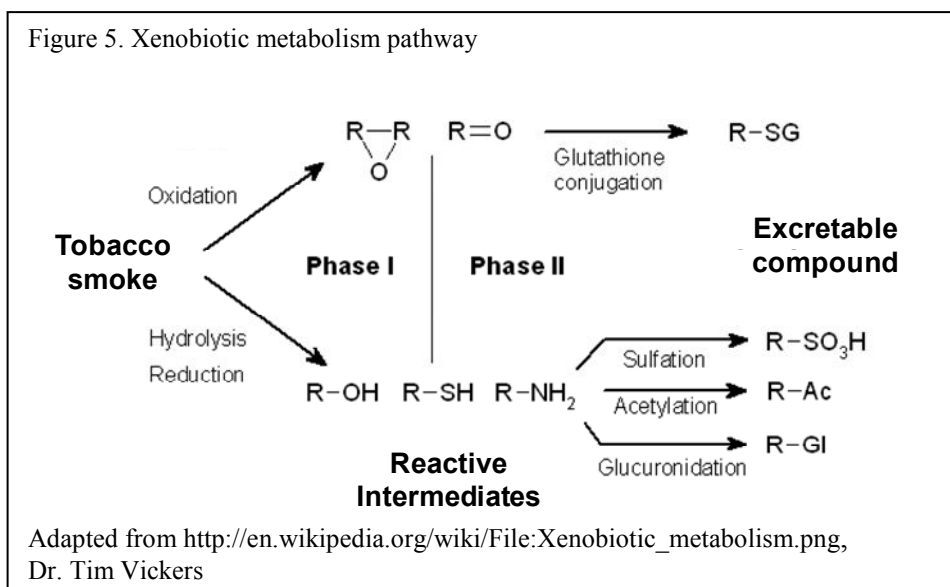 Figure 5. Xenobiotic metabolism pathway
R—R R=O R–SG
O
Glutathione
conjugation
Oxidation
Tobacco
smoke
Phase I Phase II
Excretable
compound
Hydrolysis
Reduction
R–OH R–SH R–NH₂
Sulfation
R–SO₃H
Acetylation
R–Ac
Glucuronidation
R–Gl
Reactive
Intermediates
Adapted from http://en.wikipedia.org/wiki/File:Xenobiotic_metabolism.png,
Dr. Tim Vickers